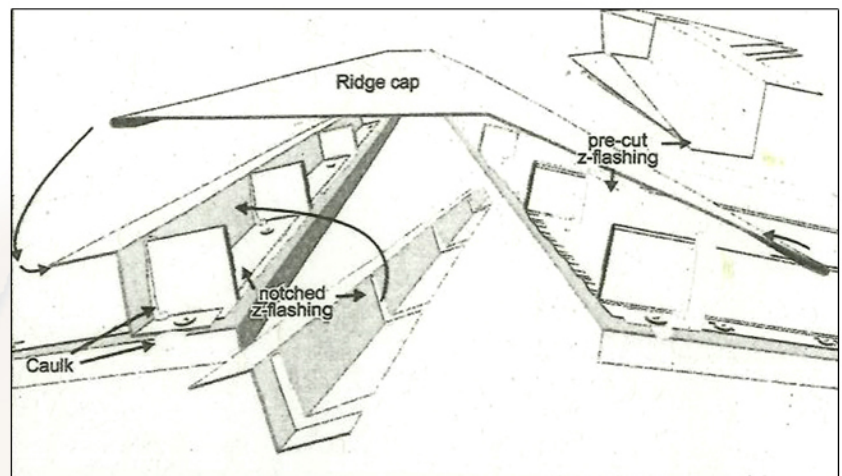 Ridge cap
pre-cut
z-flashing
notched
z-flashing
Caulk